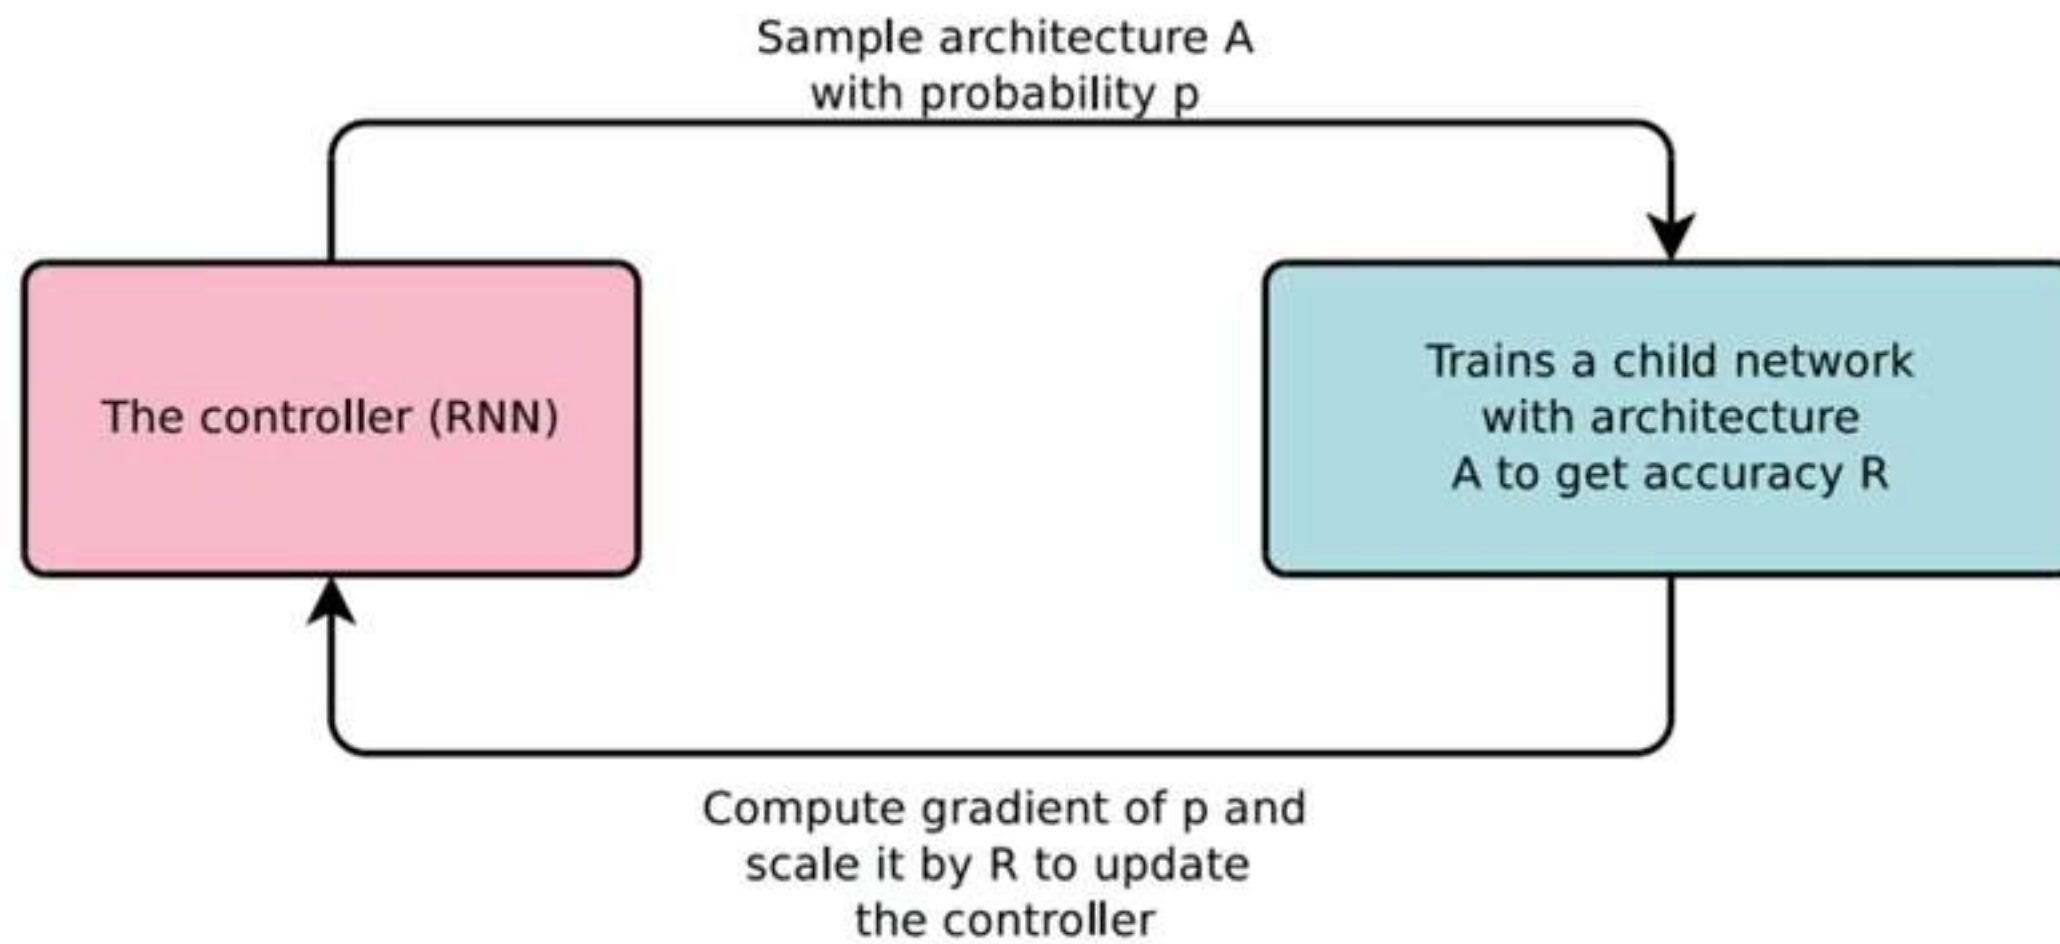 Sample architecture A
with probability p
The controller (RNN)
Trains a child network
with architecture
A to get accuracy R
Compute gradient of p and
scale it by R to update
the controller